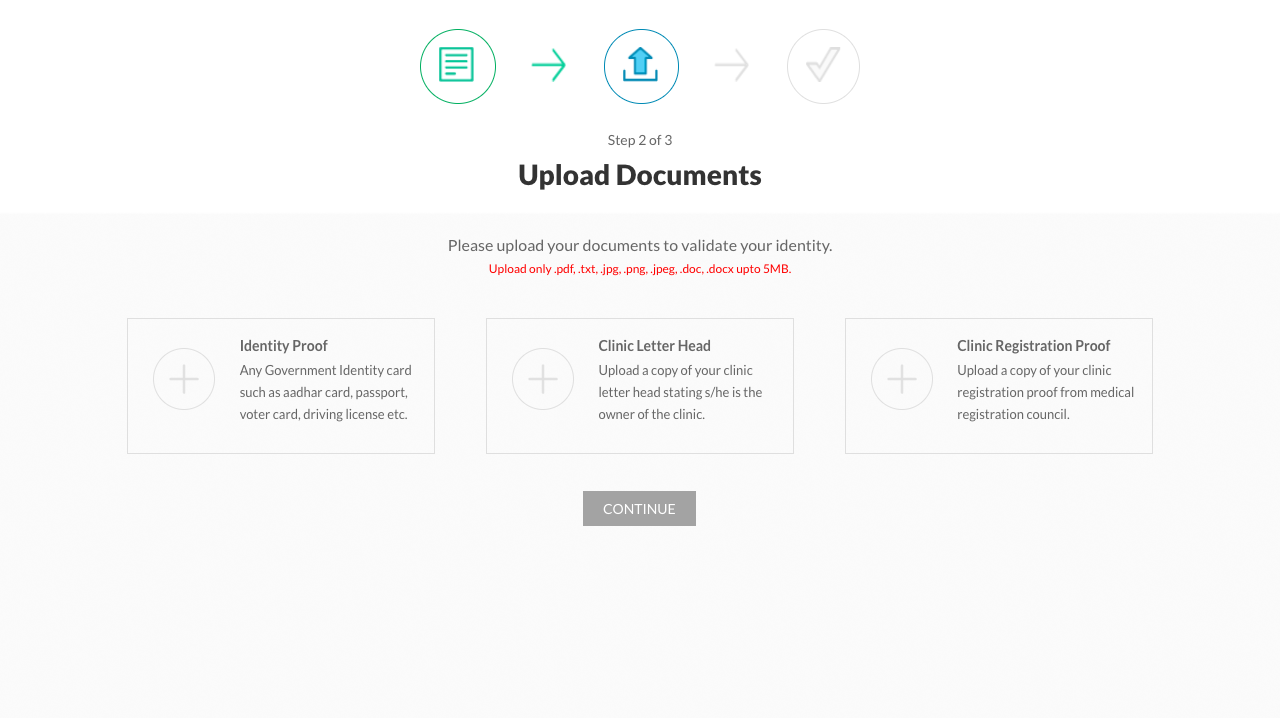 Step 2 of 3
Upload Documents
Please upload your documents to validate your identity.
Upload only .pdf, .txt, .jpg, .png, .jpeg, .doc, .docx upto 5MB.
Identity Proof
Any Government Identity card
such as aadhar card, passport,
voter card, driving license etc.
Clinic Letter Head
Upload a copy of your clinic
letter head stating s/he is the
owner of the clinic.
Clinic Registration Proof
Upload a copy of your clinic
registration proof from medical
registration council.
CONTINUE